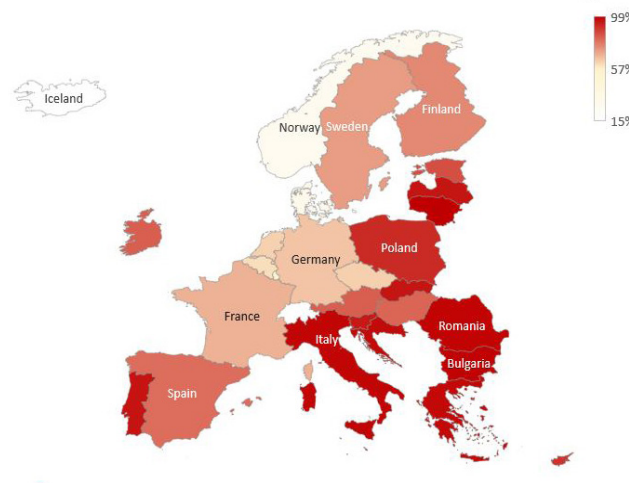 99%
57%
15%
Iceland
Finland
Norway
Sweden
Poland
Germany
France
Romania
Italy
Bulgaria
Spain